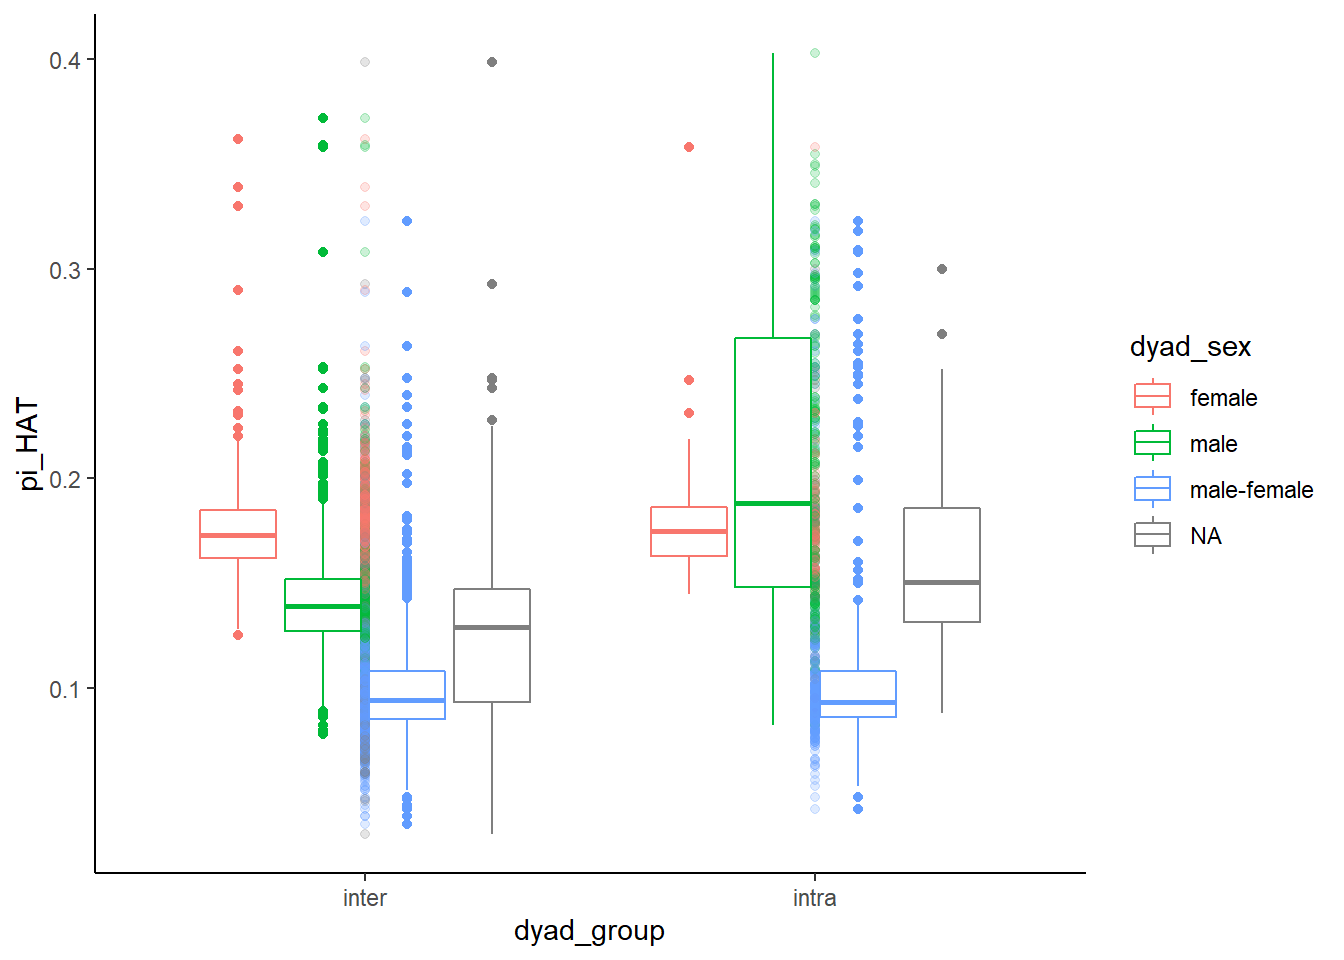 pi_HAT
0.4
0.3
0.2
0.1
inter
intra
dyad_group
dyad_sex
female
male
male-female
NA